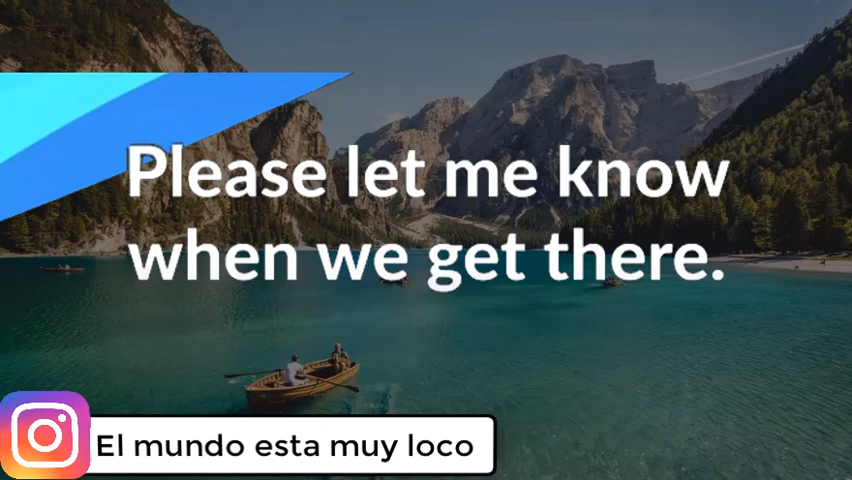 Please let me know
when we get there.
El mundo esta muy loco